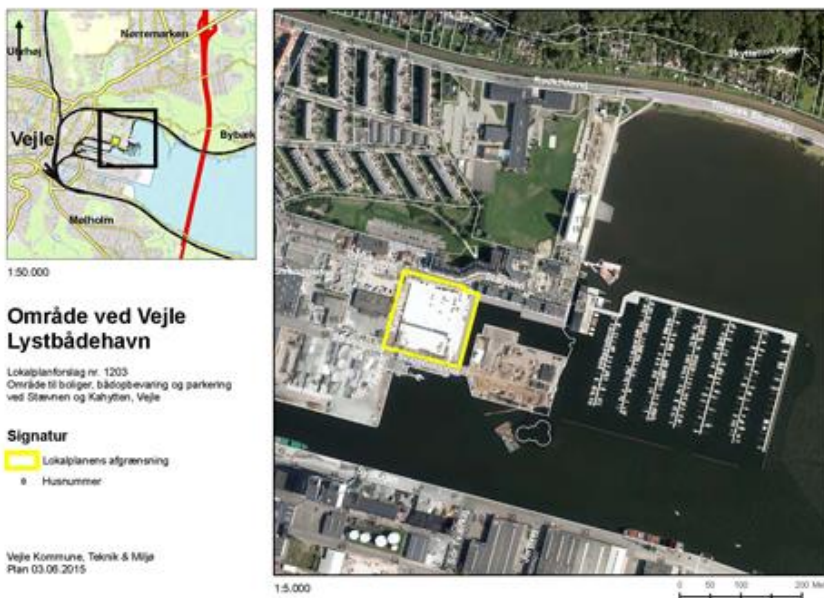 Uhrhøj
Nørremarken
Vejle
Bybæk
Mølholm
1:50.000
Område ved Vejle
Lystbådehavn
Lokalplanforslag nr. 1203
Område til boliger, bådopbevaring og parkering
ved Stævnen og Kahytten, Vejle
Signatur
Lokalplanens afgrænsning
Husnummer
Vejle Kommune, Teknik & Miljø
Plan 03.06.2015
Skyttehusvejen
1:5.000
0 50 100 200